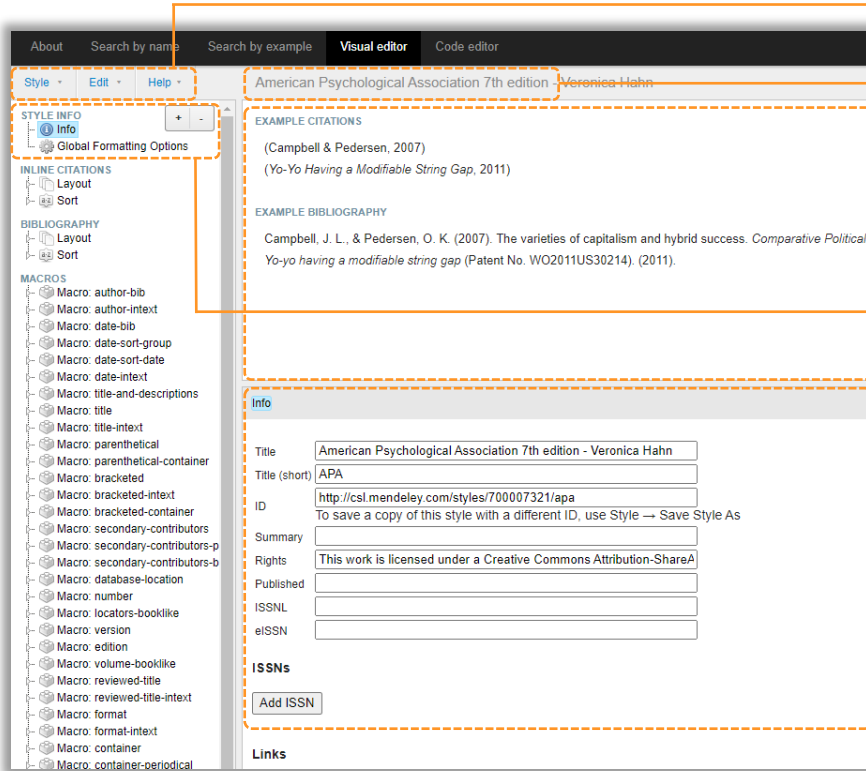 About Search by name Search by example Visual editor Code editor
Style Edit Help
American Psychological Association 7th edition - Veronica Hahn
STYLE INFO
+ -
Info
Global Formatting Options
INLINE CITATIONS
Layout
Sort
BIBLIOGRAPHY
Layout
Sort
MACROS
Macro: author-bib
Macro: author-intext
Macro: date-bib
Macro: date-sort-group
Macro: date-sort-date
Macro: date-intext
Macro: title-and-descriptions
Macro: title
Macro: title-intext
Macro: parenthetical
Macro: parenthetical-container
Macro: bracketed
Macro: bracketed-intext
Macro: bracketed-container
Macro: secondary-contributors
Macro: secondary-contributors-p
Macro: secondary-contributors-b
Macro: database-location
Macro: number
Macro: locators-booklike
Macro: version
Macro: edition
Macro: volume-booklike
Macro: reviewed-title
Macro: reviewed-title-intext
Macro: format
Macro: format-intext
Macro: container
Macro: container-periodical
EXAMPLE CITATIONS
(Campbell & Pedersen, 2007)
(Yo-Yo Having a Modifiable String Gap, 2011)
EXAMPLE BIBLIOGRAPHY
Campbell, J. L., & Pedersen, O. K. (2007). The varieties of capitalism and hybrid success. Comparative Political
Yo-yo having a modifiable string gap (Patent No. WO2011US30214). (2011).
Info
Title American Psychological Association 7th edition - Veronica Hahn
Title (short) APA
ID http://csl.mendeley.com/styles/700007321/apa
To save a copy of this style with a different ID, use Style → Save Style As
Summary
Rights This work is licensed under a Creative Commons Attribution-ShareA
Published
ISSNL
eISSN
ISSNs
Add ISSN
Links